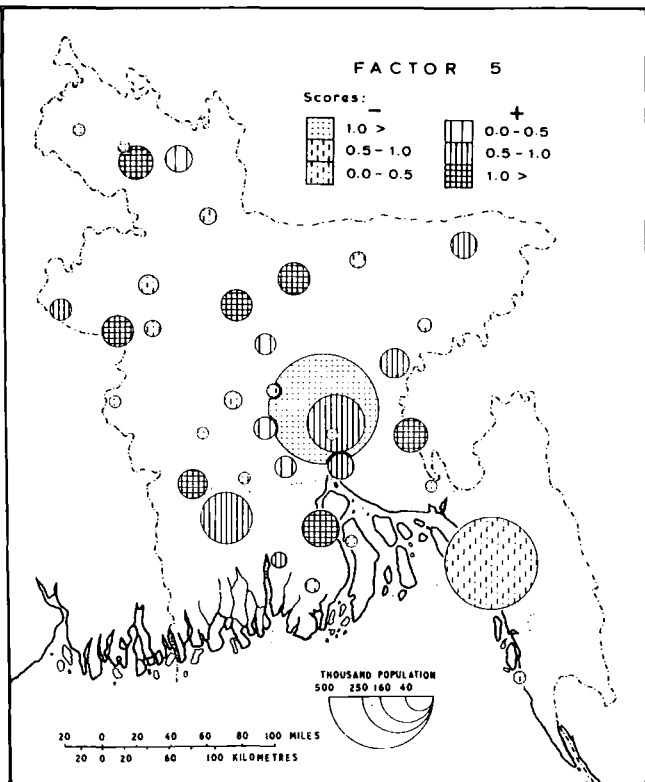 FACTOR 5
Scores:
− +
1.0 > 0.0-0.5
0.5-1.0 0.5-1.0
0.0-0.5 1.0 >
THOUSAND POPULATION
500 250 160 40
20 0 20 40 60 80 100 MILES
20 0 20 60 100 KILOMETRES